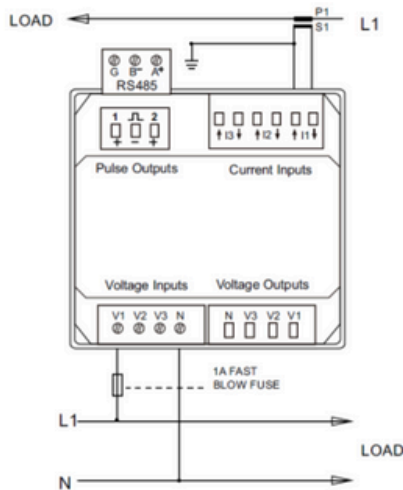 LOAD
P1
S1
L1
G B− A+
RS485
1 2
+ − +
I3 I2 I1
Pulse Outputs
Current Inputs
Voltage Inputs
Voltage Outputs
V1 V2 V3 N
N V3 V2 V1
1A FAST
BLOW FUSE
L1
LOAD
N